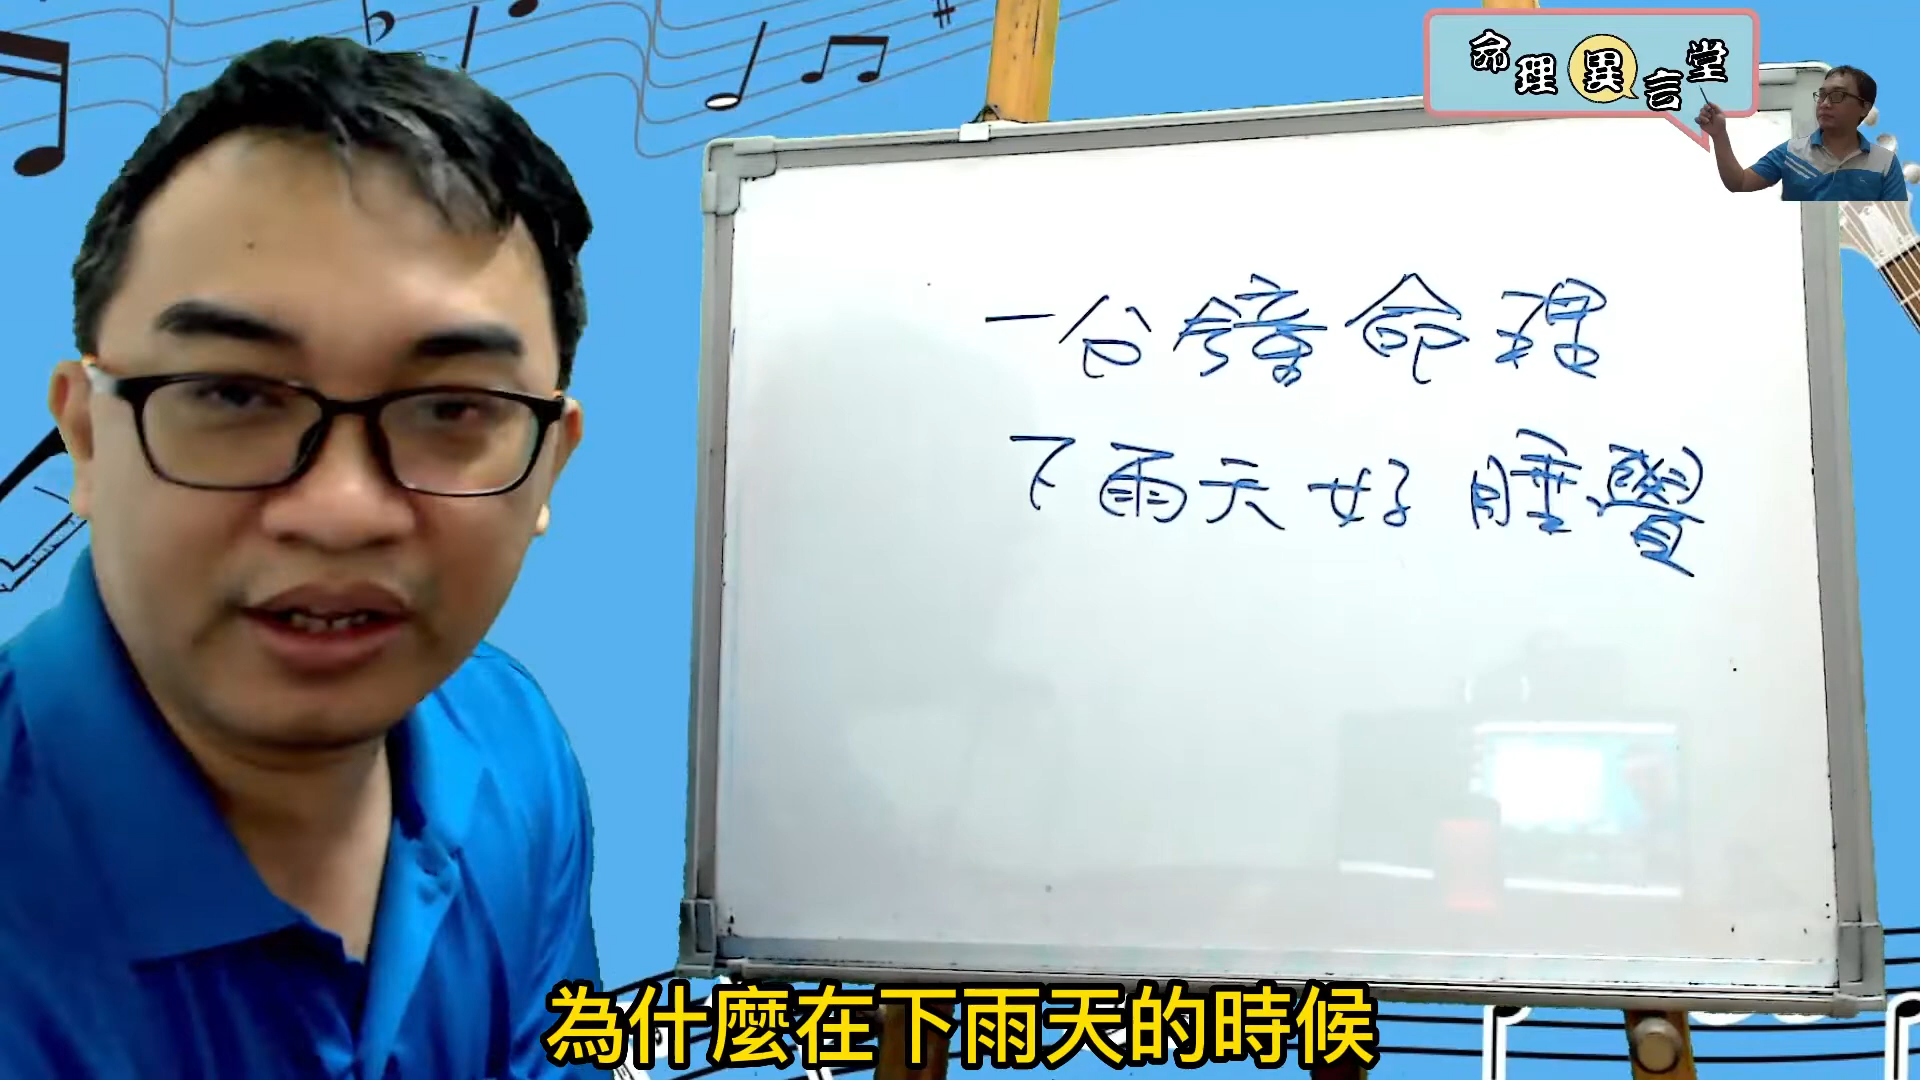 命理異言堂
一台鐘命理
下雨天好睡覺
為什麼在下雨天的時候